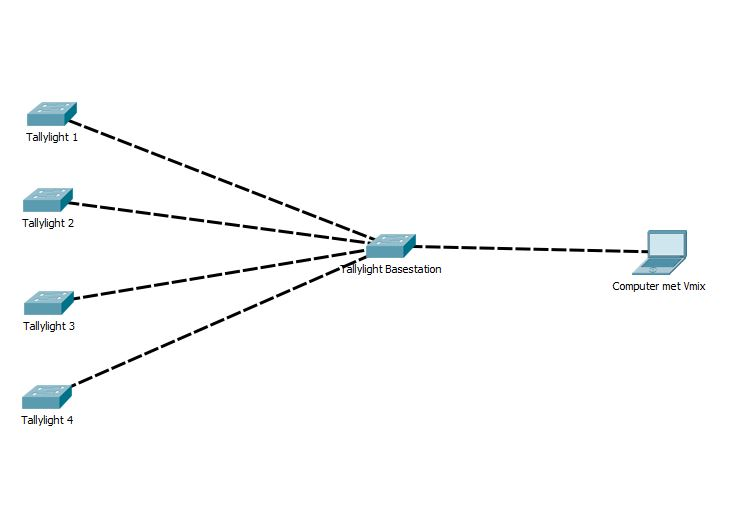 Tallylight 1
Tallylight 2
Tallylight Basestation
Computer met Vmix
Tallylight 3
Tallylight 4